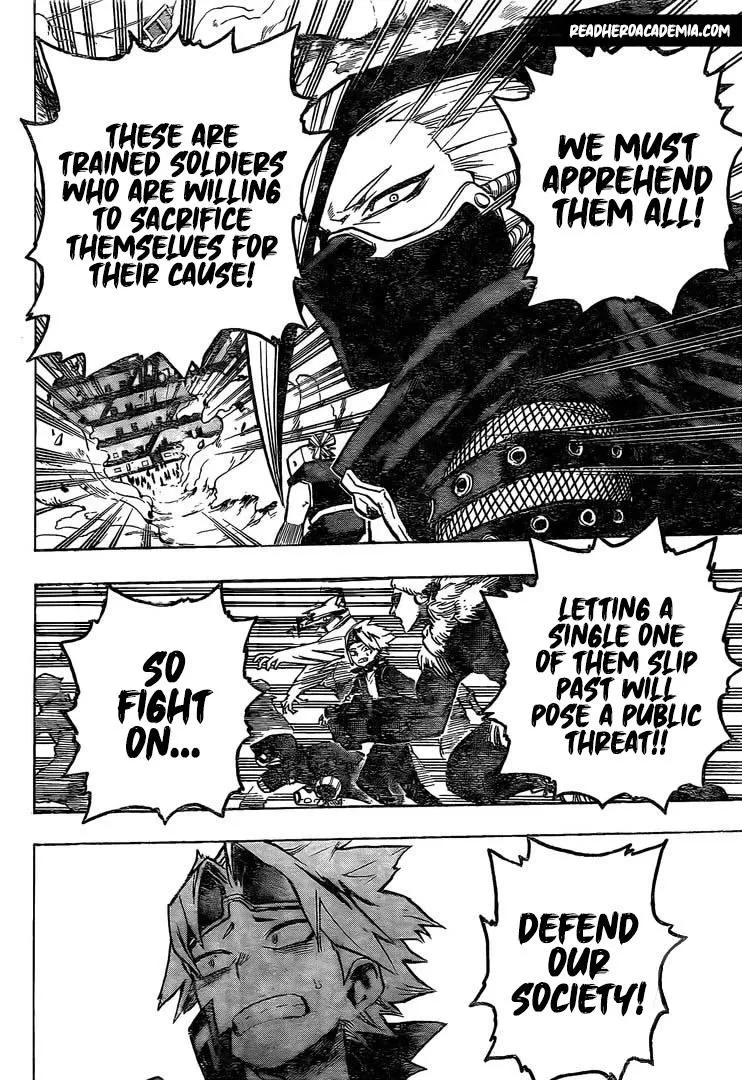 READHEROACADEMIA.COM
WE MUST
APPREHEND
THEM ALL!
THESE ARE
TRAINED SOLDIERS
WHO ARE WILLING
TO SACRIFICE
THEMSELVES FOR
THEIR CAUSE!
LETTING A
SINGLE ONE
OF THEM SLIP
PAST WILL
POSE A PUBLIC
THREAT!!
SO
FIGHT
ON...
DEFEND
OUR
SOCIETY!